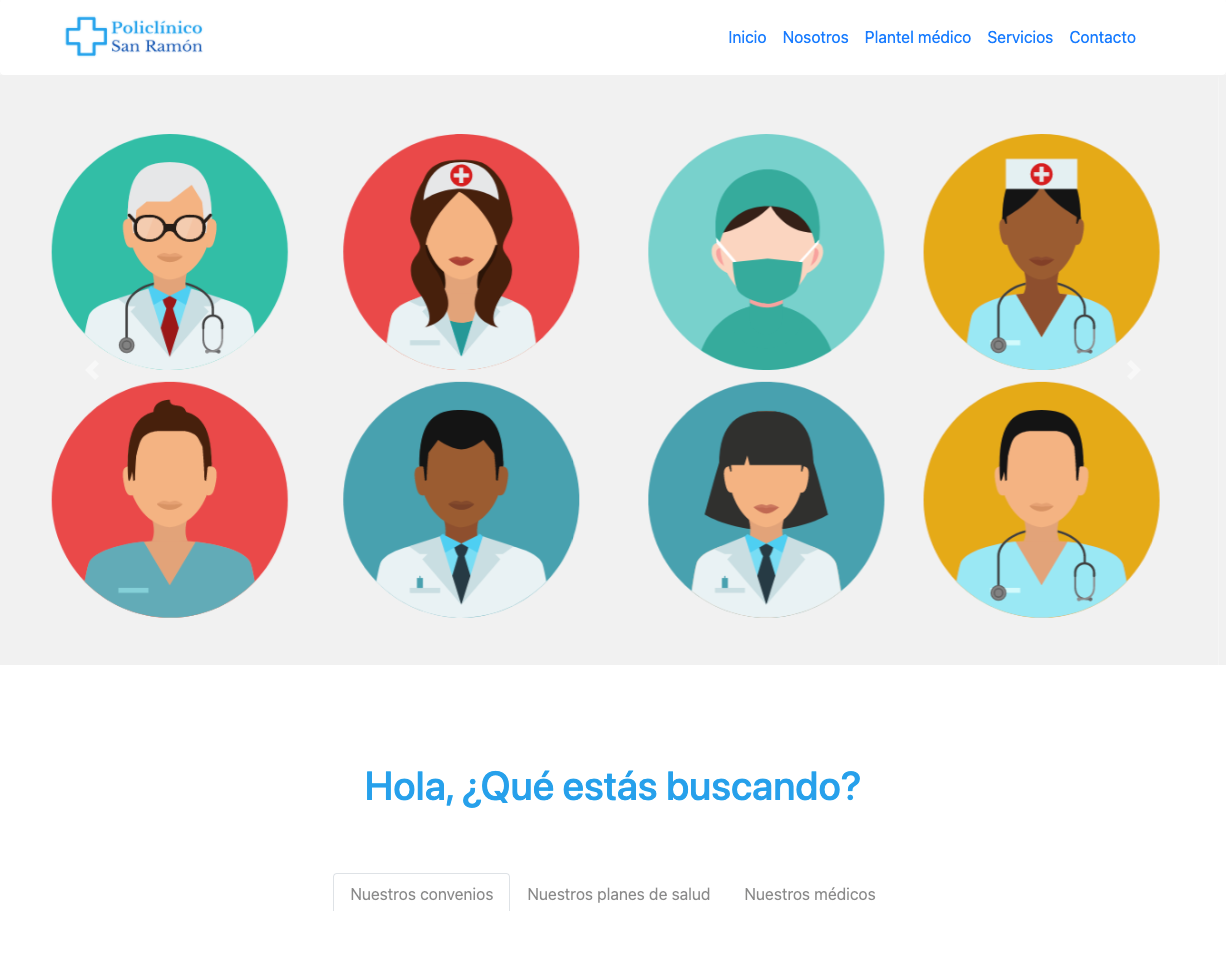 Policlínico
San Ramón
Inicio Nosotros Plantel médico Servicios Contacto
Hola, ¿Qué estás buscando?
Nuestros convenios Nuestros planes de salud Nuestros médicos